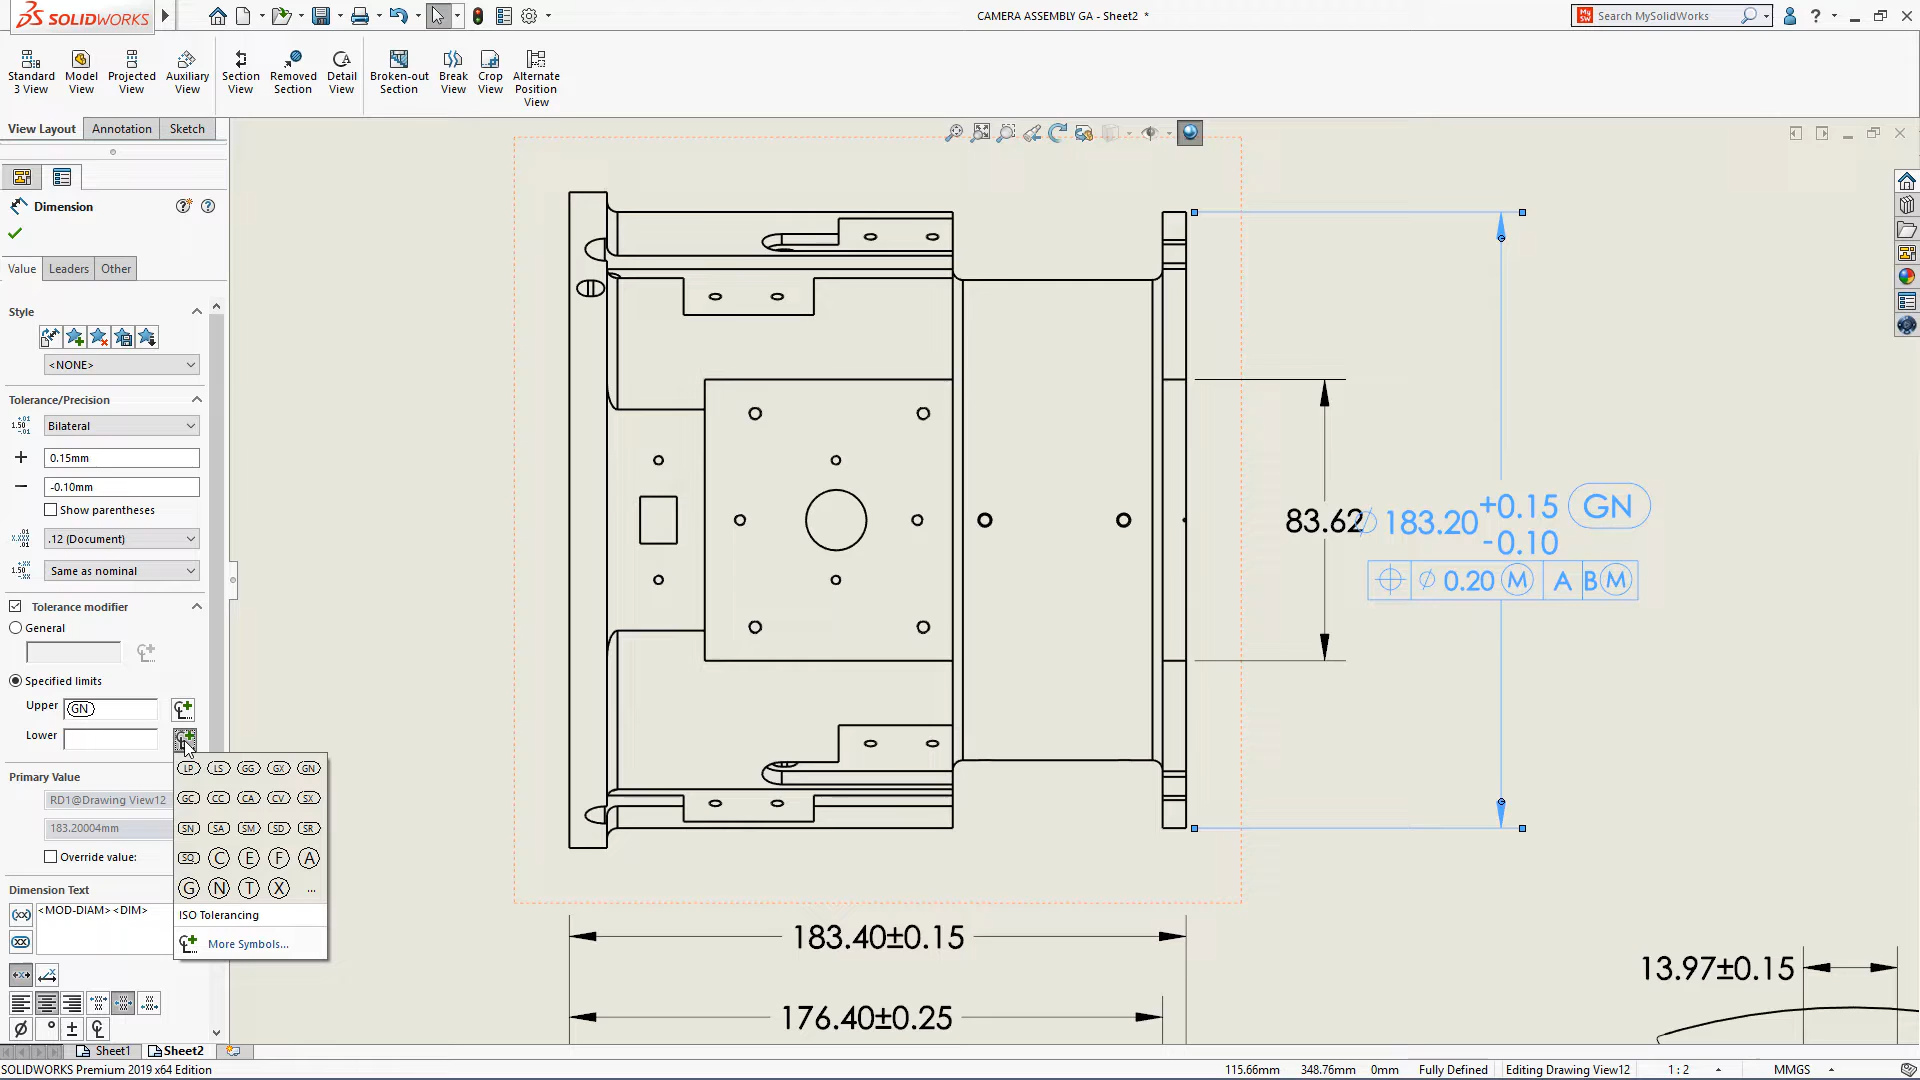 SOLIDWORKS
CAMERA ASSEMBLY GA - Sheet2 *
Search MySolidWorks
Standard 3 View
Model View
Projected View
Auxiliary View
Section View
Removed Section
Detail View
Broken-out Section
Break View
Crop View
Alternate Position View
View Layout
Annotation
Sketch
Dimension
Value
Leaders
Other
Style
<NONE>
Tolerance/Precision
Bilateral
+ 0.15mm
- -0.10mm
Show parentheses
.12 (Document)
Same as nominal
Tolerance modifier
General
Specified limits
Upper GN
Lower
LP LS GG GX GN
GC CC CA CV SX
SN SA SM SD SR
SQ C E F A
G N T X ...
ISO Tolerancing
More Symbols...
Primary Value
RD1@Drawing View12
183.20004mm
Override value:
Dimension Text
<MOD-DIAM><DIM>
83.62
∅ 183.20 +0.15 GN
-0.10
⌖ ∅ 0.20 Ⓜ A B Ⓜ
183.40±0.15
176.40±0.25
13.97±0.15
Sheet1
Sheet2
SOLIDWORKS Premium 2019 x64 Edition
115.66mm
348.76mm
0mm
Fully Defined
Editing Drawing View12
1 : 2
MMGS